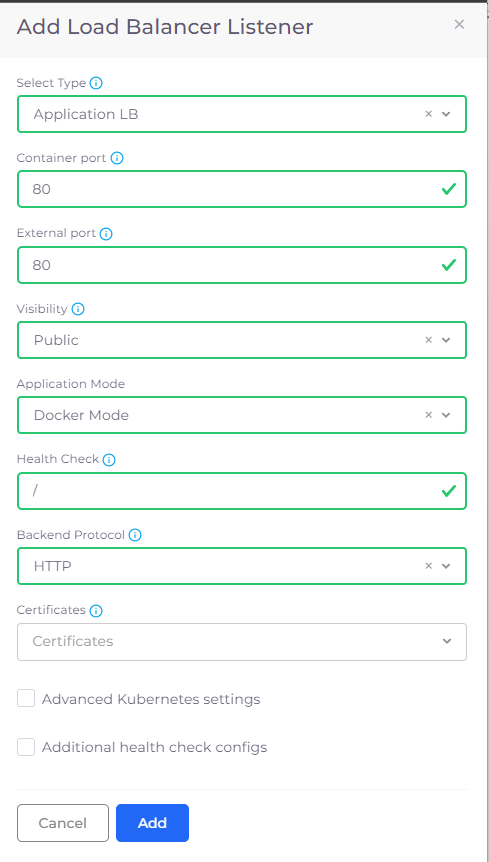 Add Load Balancer Listener
Select Type
Application LB
Container port
80
External port
80
Visibility
Public
Application Mode
Docker Mode
Health Check
/
Backend Protocol
HTTP
Certificates
Certificates
Advanced Kubernetes settings
Additional health check configs
Cancel Add